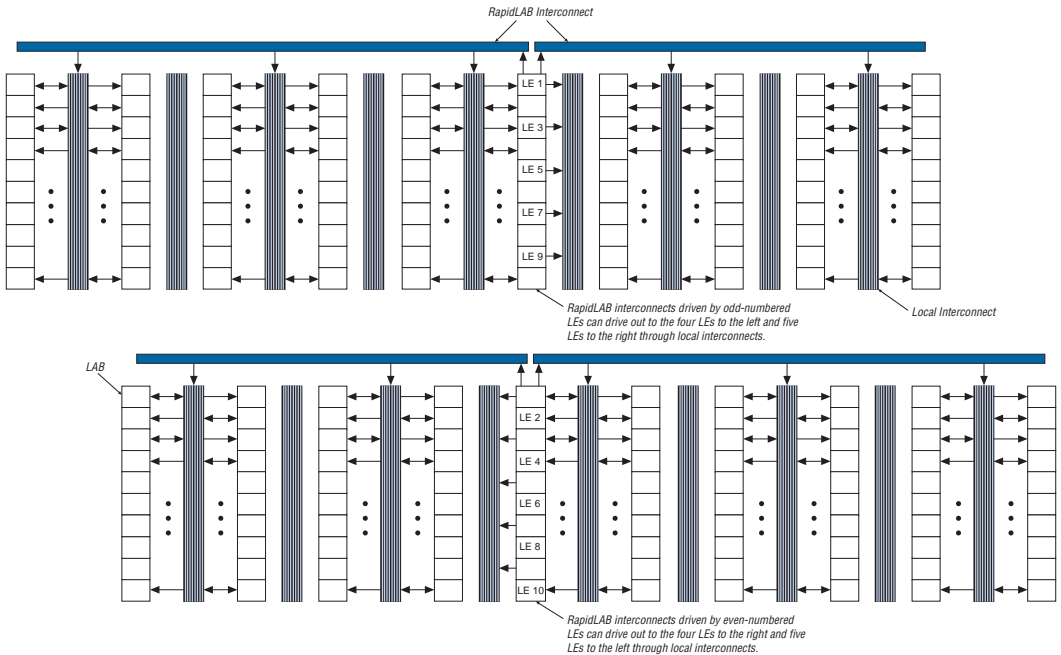 RapidLAB Interconnect
LE 1
LE 3
LE 5
LE 7
LE 9
RapidLAB interconnects driven by odd-numbered
LEs can drive out to the four LEs to the left and five
LEs to the right through local interconnects.
Local Interconnect
LAB
LE 2
LE 4
LE 6
LE 8
LE 10
RapidLAB interconnects driven by even-numbered
LEs can drive out to the four LEs to the right and five
LEs to the left through local interconnects.